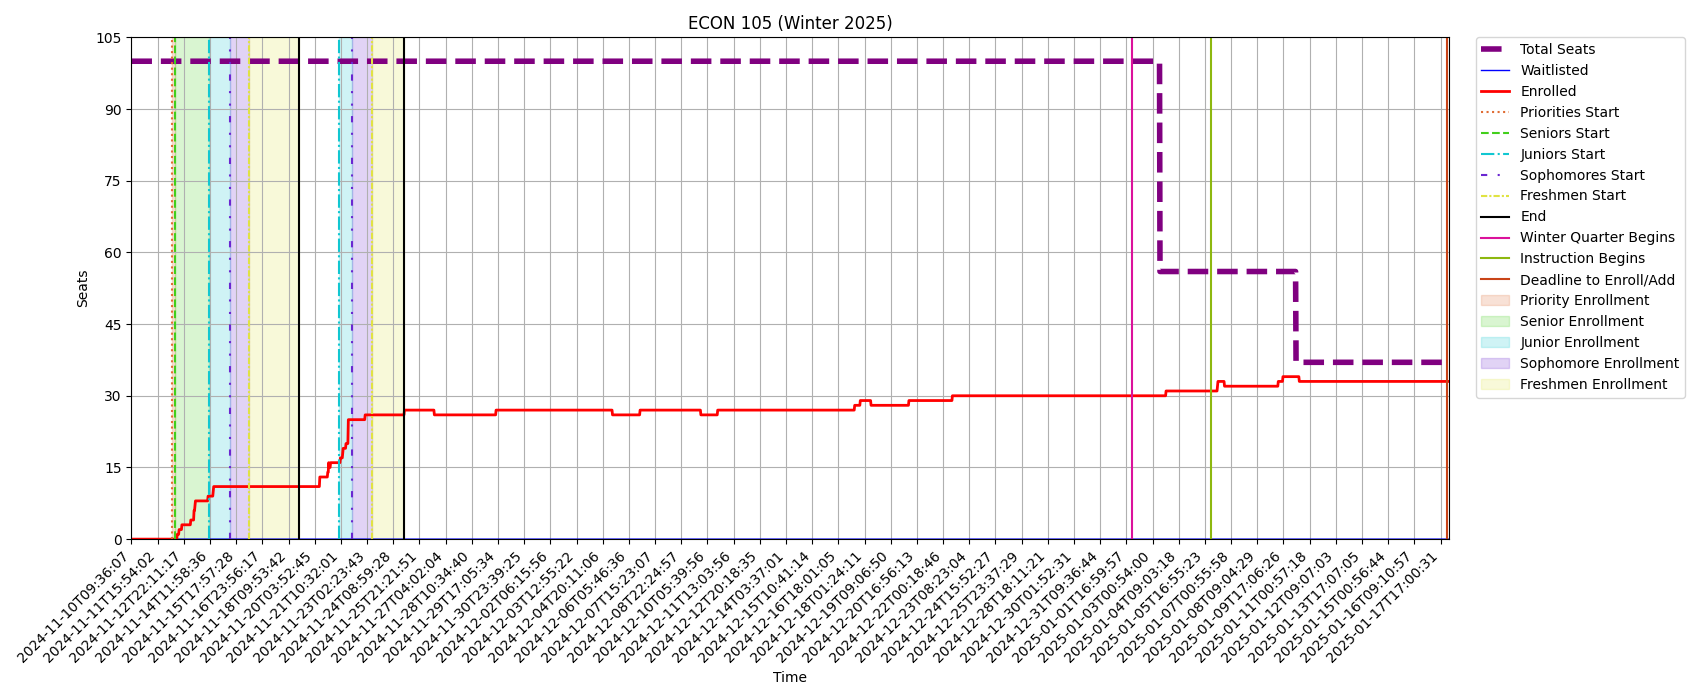 ECON 105 (Winter 2025)
105
90
75
60
45
30
15
0
Seats
2024-11-10T09:36:07
2024-11-11T15:54:02
2024-11-12T22:11:17
2024-11-14T11:58:36
2024-11-15T17:57:28
2024-11-16T23:56:17
2024-11-18T09:53:42
2024-11-20T03:52:45
2024-11-21T10:32:01
2024-11-23T02:23:43
2024-11-24T08:59:28
2024-11-25T21:21:51
2024-11-27T04:02:04
2024-11-28T10:34:40
2024-11-29T17:05:34
2024-11-30T23:39:25
2024-12-02T06:15:56
2024-12-03T12:55:22
2024-12-04T20:11:06
2024-12-06T05:46:36
2024-12-07T15:23:07
2024-12-08T22:24:57
2024-12-10T05:39:56
2024-12-11T13:03:56
2024-12-12T20:18:35
2024-12-14T03:37:01
2024-12-15T10:41:14
2024-12-16T18:01:05
2024-12-18T01:24:11
2024-12-19T09:06:50
2024-12-20T16:56:13
2024-12-22T00:18:46
2024-12-23T08:23:04
2024-12-24T15:52:27
2024-12-25T23:37:29
2024-12-28T18:11:21
2024-12-30T01:52:31
2024-12-31T09:36:44
2025-01-01T16:59:57
2025-01-03T00:54:00
2025-01-04T09:03:18
2025-01-05T16:55:23
2025-01-07T00:55:58
2025-01-08T09:04:29
2025-01-09T17:06:26
2025-01-11T00:57:18
2025-01-12T09:07:03
2025-01-13T17:07:05
2025-01-15T00:56:44
2025-01-16T09:10:57
2025-01-17T17:00:31
Time
Total Seats
Waitlisted
Enrolled
Priorities Start
Seniors Start
Juniors Start
Sophomores Start
Freshmen Start
End
Winter Quarter Begins
Instruction Begins
Deadline to Enroll/Add
Priority Enrollment
Senior Enrollment
Junior Enrollment
Sophomore Enrollment
Freshmen Enrollment